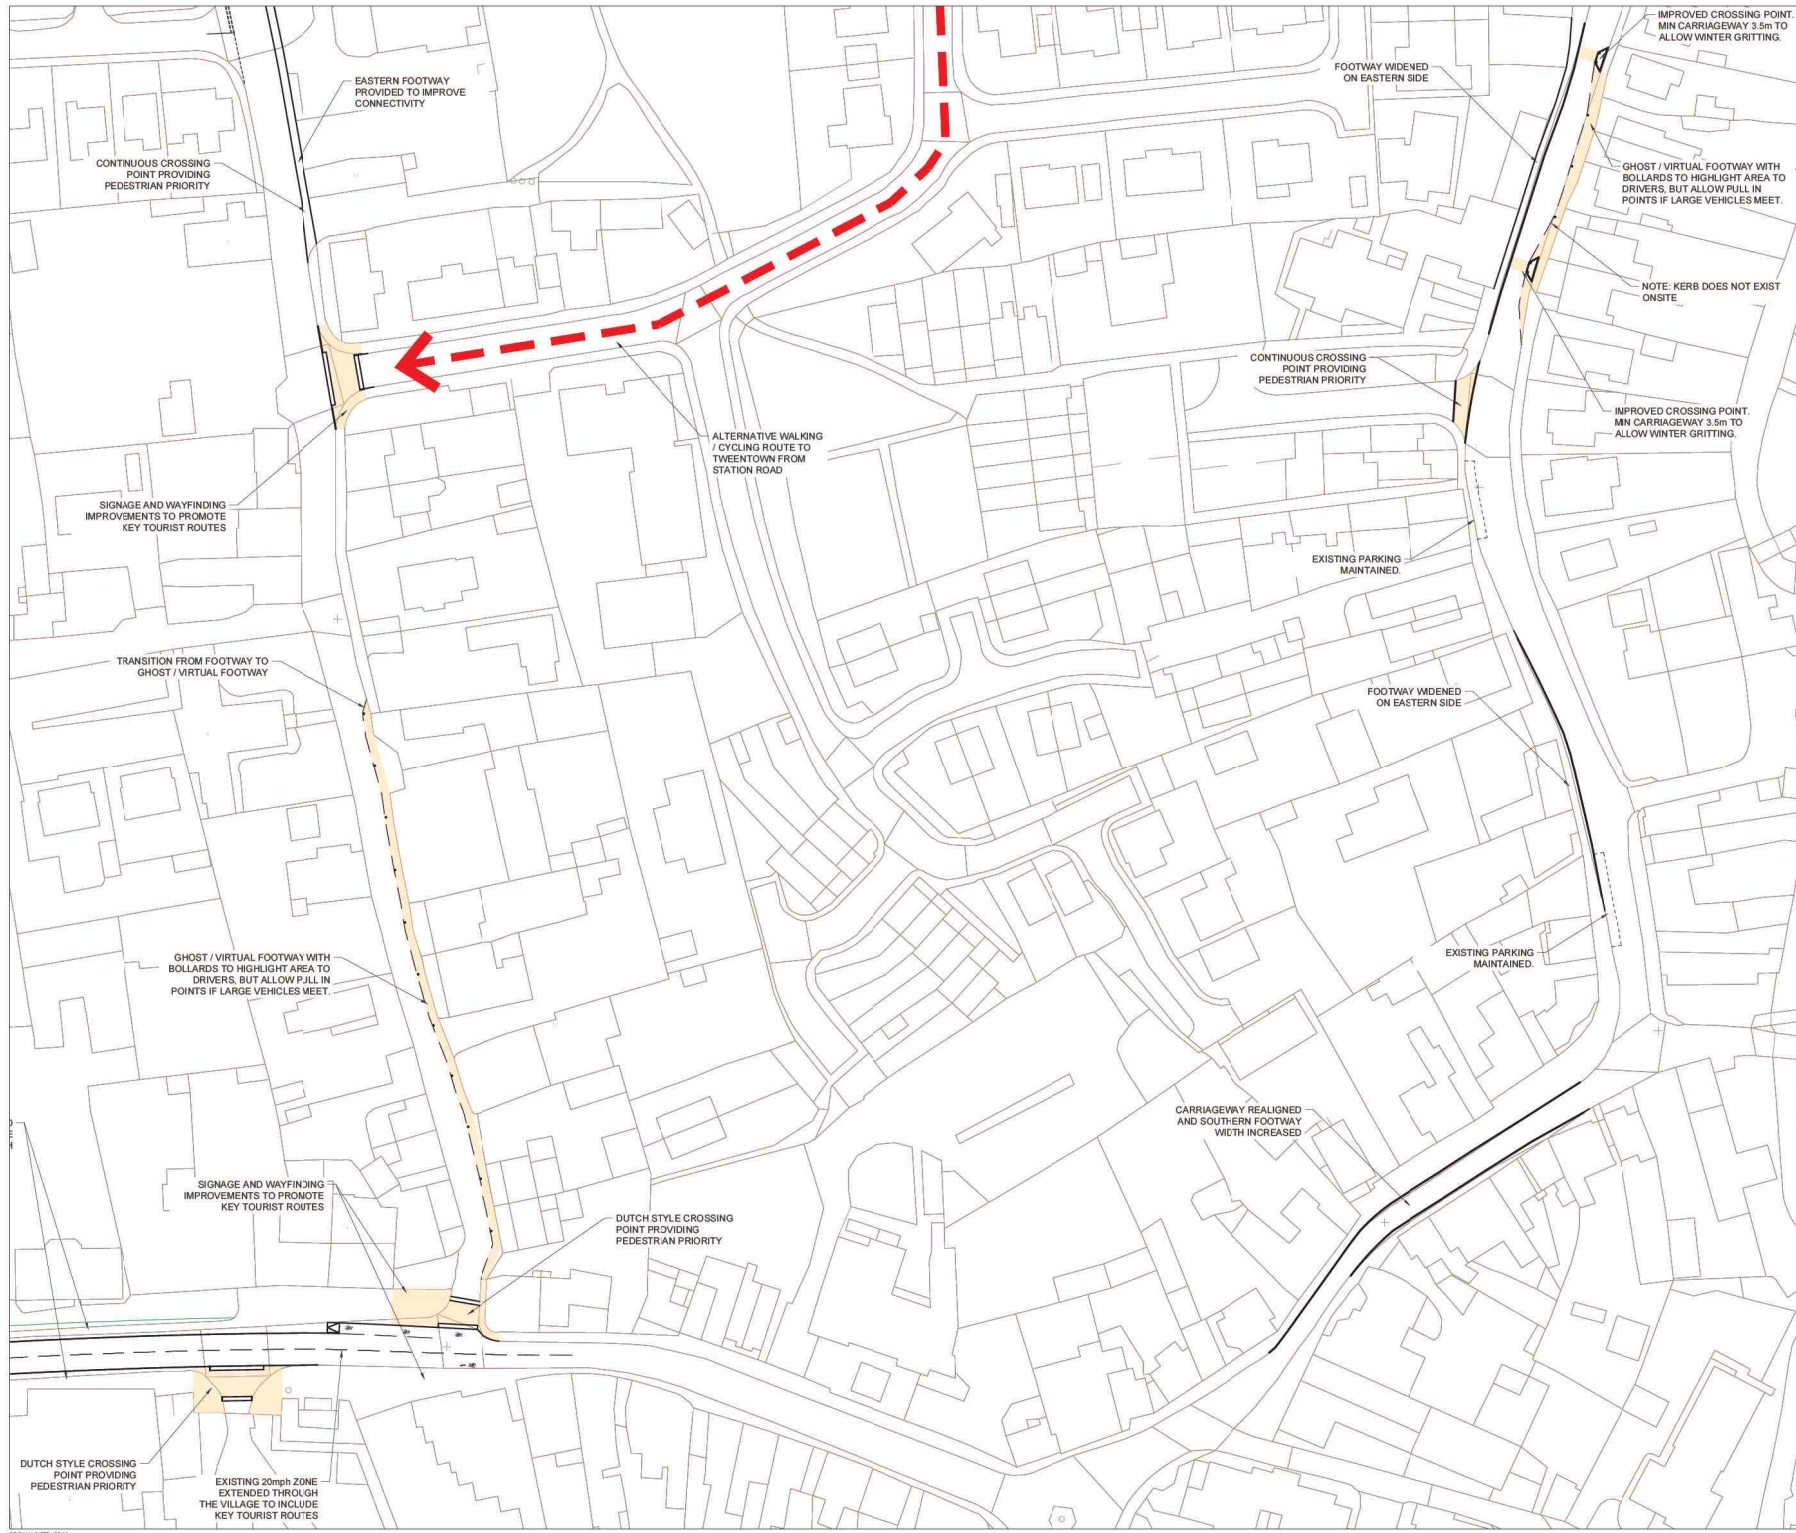 IMPROVED CROSSING POINT.
MIN CARRIAGEWAY 3.5m TO
ALLOW WINTER GRITTING.
FOOTWAY WIDENED
ON EASTERN SIDE
EASTERN FOOTWAY
PROVIDED TO IMPROVE
CONNECTIVITY
CONTINUOUS CROSSING
POINT PROVIDING
PEDESTRIAN PRIORITY
GHOST / VIRTUAL FOOTWAY WITH
BOLLARDS TO HIGHLIGHT AREA TO
DRIVERS, BUT ALLOW PULL IN
POINTS IF LARGE VEHICLES MEET.
NOTE: KERB DOES NOT EXIST
ONSITE
CONTINUOUS CROSSING
POINT PROVIDING
PEDESTRIAN PRIORITY
IMPROVED CROSSING POINT.
MIN CARRIAGEWAY 3.5m TO
ALLOW WINTER GRITTING.
ALTERNATIVE WALKING
/ CYCLING ROUTE TO
TWEENTOWN FROM
STATION ROAD
SIGNAGE AND WAYFINDING
IMPROVEMENTS TO PROMOTE
KEY TOURIST ROUTES
EXISTING PARKING
MAINTAINED.
TRANSITION FROM FOOTWAY TO
GHOST / VIRTUAL FOOTWAY
FOOTWAY WIDENED
ON EASTERN SIDE
GHOST / VIRTUAL FOOTWAY WITH
BOLLARDS TO HIGHLIGHT AREA TO
DRIVERS, BUT ALLOW PULL IN
POINTS IF LARGE VEHICLES MEET.
EXISTING PARKING
MAINTAINED.
CARRIAGEWAY REALIGNED
AND SOUTHERN FOOTWAY
WIDTH INCREASED
SIGNAGE AND WAYFINDING
IMPROVEMENTS TO PROMOTE
KEY TOURIST ROUTES
DUTCH STYLE CROSSING
POINT PROVIDING
PEDESTRIAN PRIORITY
DUTCH STYLE CROSSING
POINT PROVIDING
PEDESTRIAN PRIORITY
EXISTING 20mph ZONE
EXTENDED THROUGH
THE VILLAGE TO INCLUDE
KEY TOURIST ROUTES